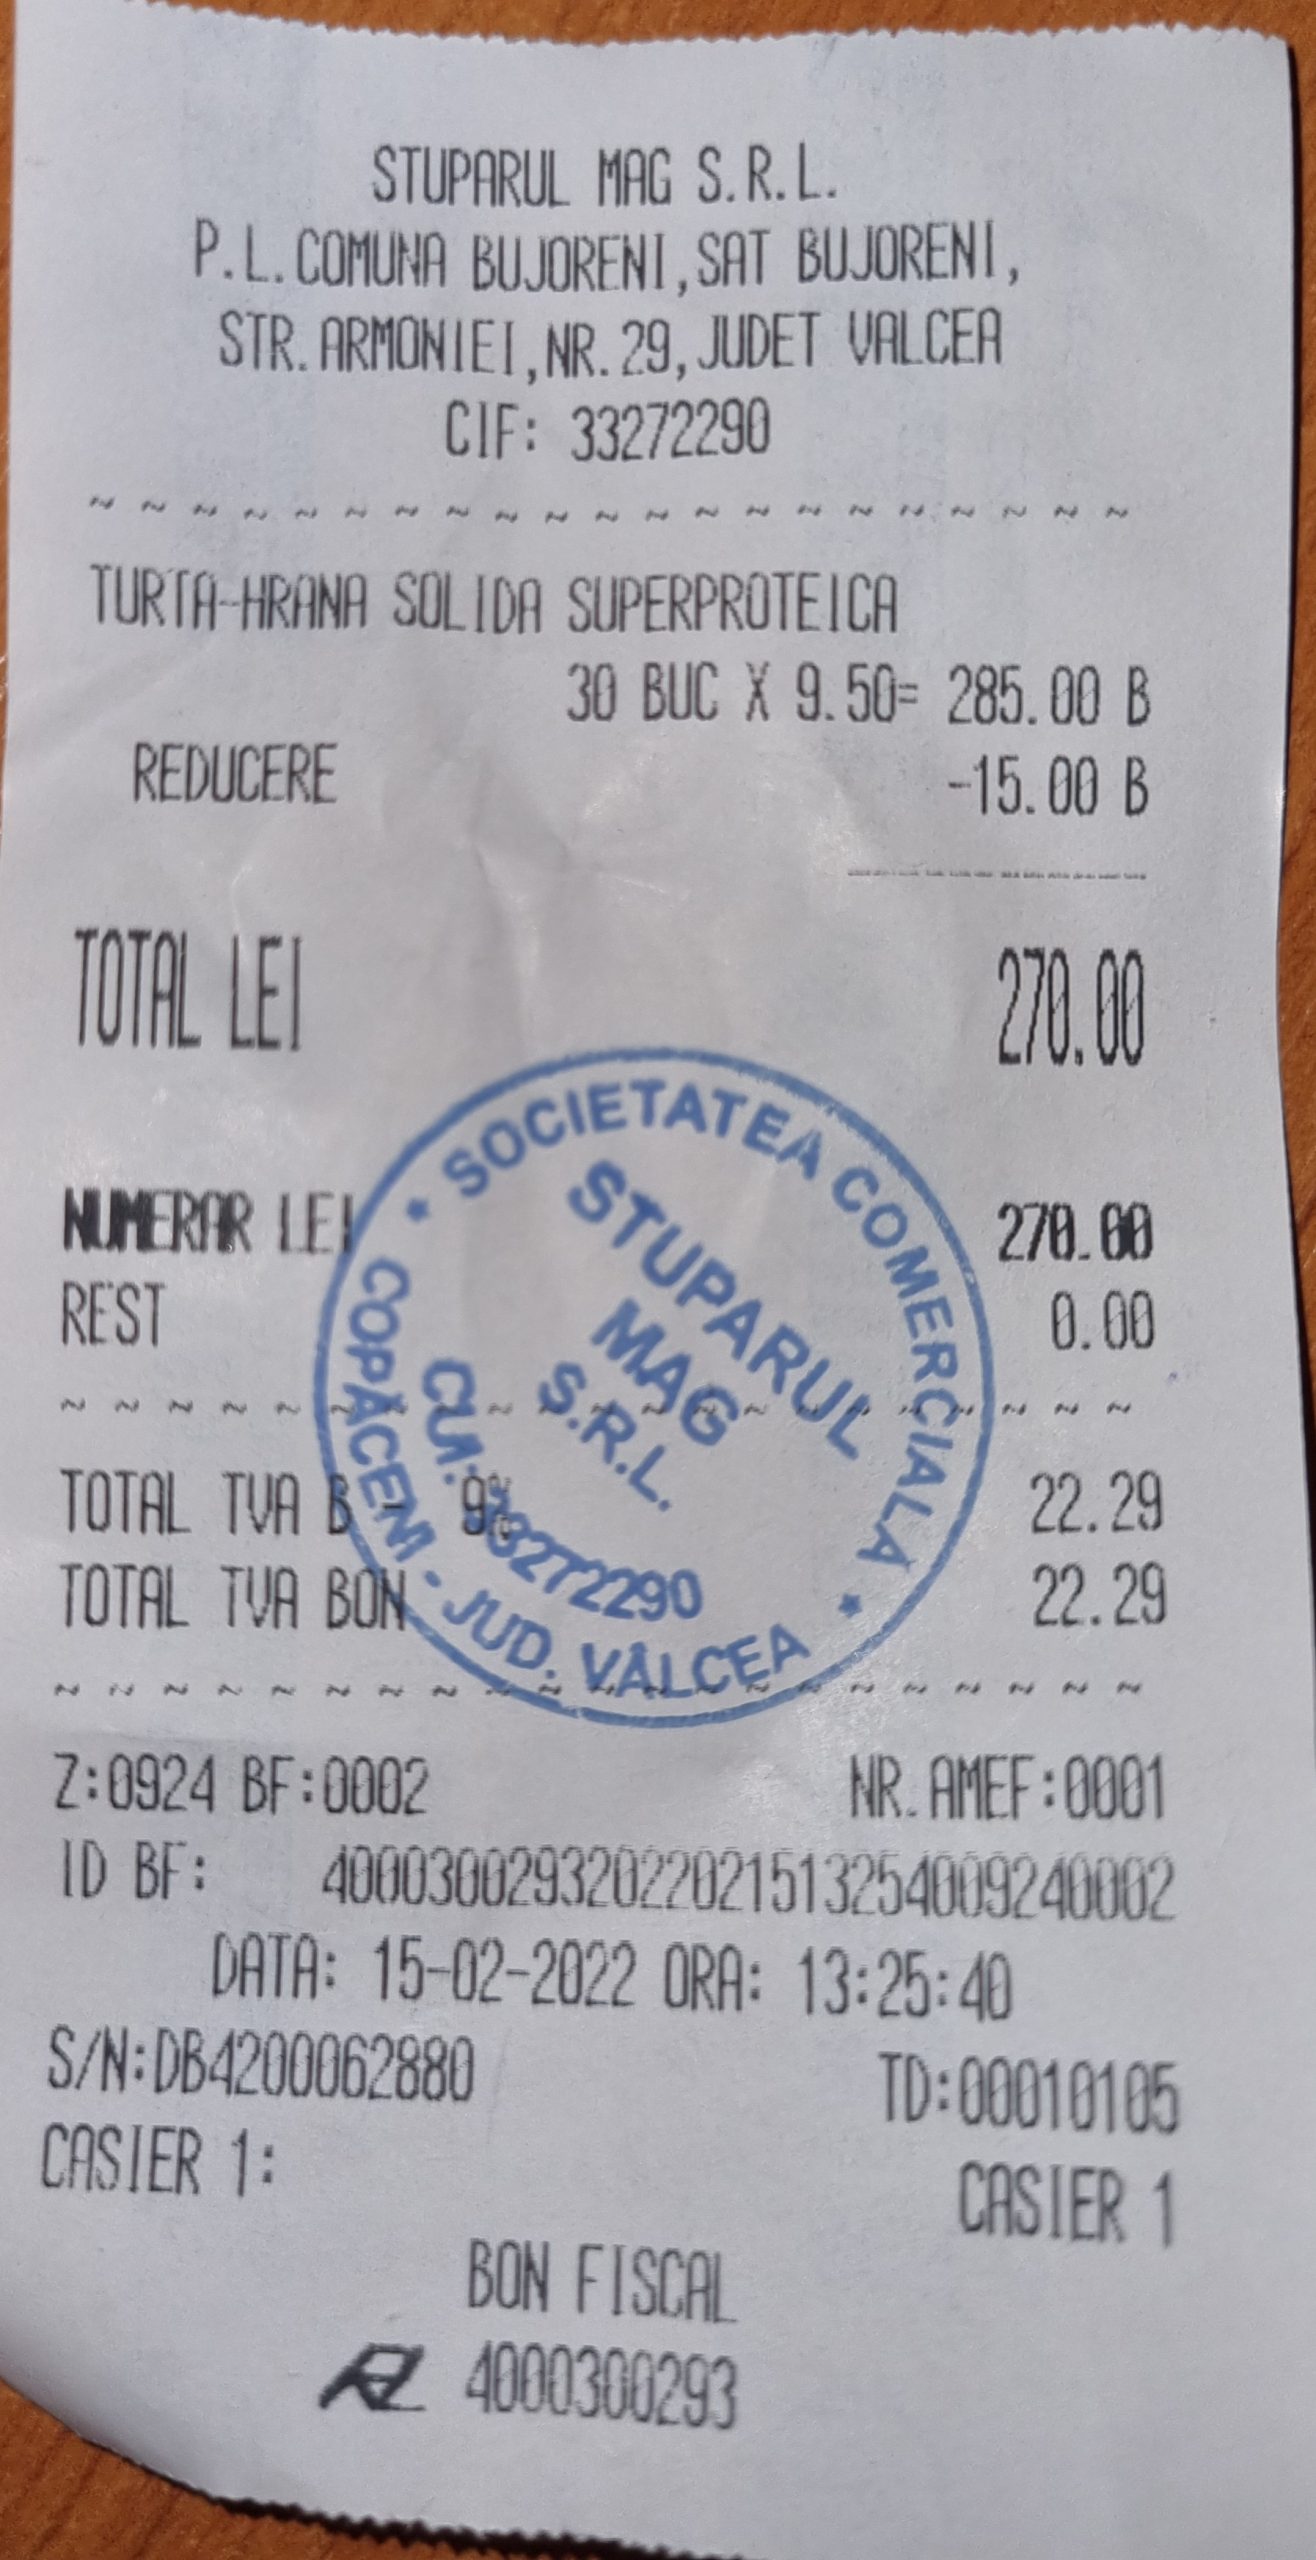 STUPARUL MAG S.R.L.
P.L.COMUNA BUJORENI,SAT BUJORENI,
STR.ARMONIEI,NR.29,JUDET VALCEA
CIF: 33272290
~ ~ ~ ~ ~ ~ ~ ~ ~ ~ ~ ~ ~ ~ ~ ~ ~ ~ ~ ~ ~
TURTA-HRANA SOLIDA SUPERPROTEICA
30 BUC X 9.50= 285.00 B
REDUCERE -15.00 B
TOTAL LEI 270.00
NUMERAR LEI 270.00
REST 0.00
~ ~ ~ ~ ~ ~ ~ ~ ~ ~ ~ ~ ~ ~ ~ ~ ~ ~ ~ ~ ~
TOTAL TVA B - 9% 22.29
TOTAL TVA BON 22.29
~ ~ ~ ~ ~ ~ ~ ~ ~ ~ ~ ~ ~ ~ ~ ~ ~ ~ ~ ~ ~
Z:0924 BF:0002 NR.AMEF:0001
ID BF: 40003002932022021513254009240002
DATA: 15-02-2022 ORA: 13:25:40
S/N:DB4200062880 TD:00010105
CASIER 1: CASIER 1
BON FISCAL
4000300293
* SOCIETATEA COMERCIALĂ *
STUPARUL
MAG
S.R.L.
CUI: 33272290
COPĂCENI - JUD. VÂLCEA